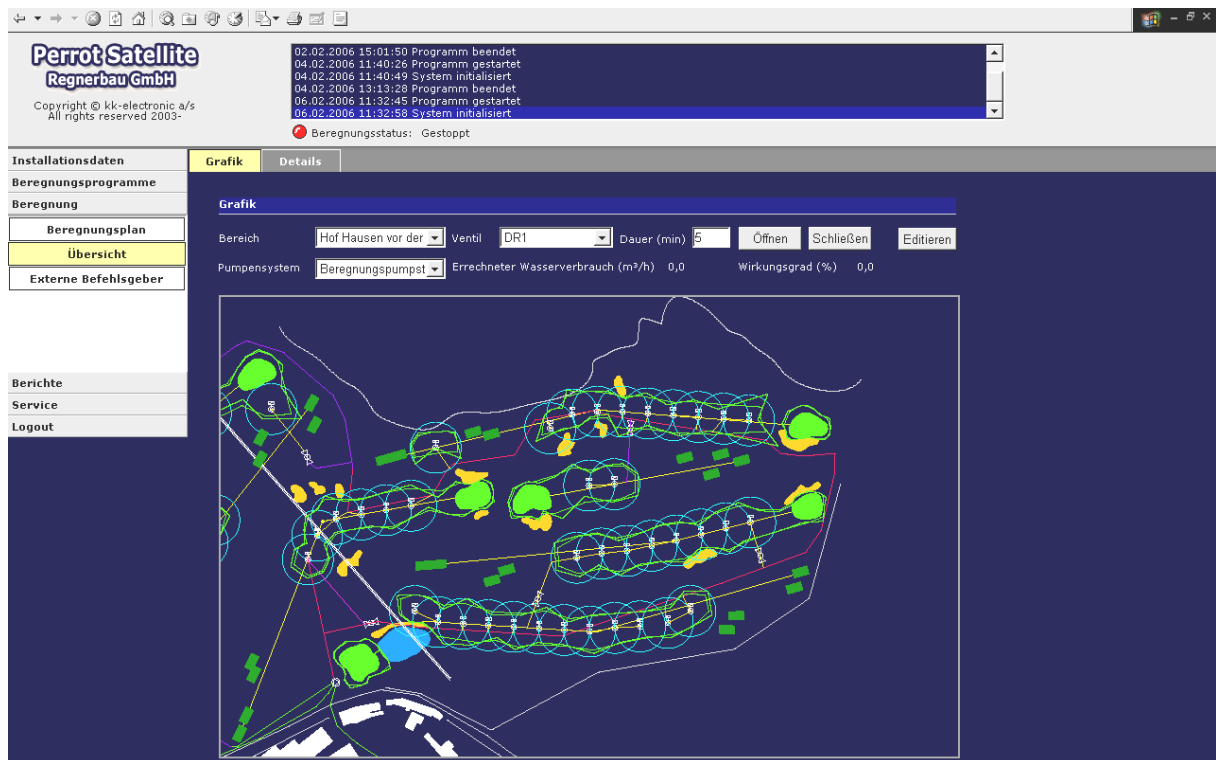 Perrot Satellite
Regnerbau GmbH
Copyright © kk-electronic a/s
All rights reserved 2003-
02.02.2006 15:01:50 Programm beendet
04.02.2006 11:40:26 Programm gestartet
04.02.2006 11:40:49 System initialisiert
04.02.2006 13:13:28 Programm beendet
06.02.2006 11:32:45 Programm gestartet
06.02.2006 11:32:58 System initialisiert
Beregnungsstatus: Gestoppt
Installationsdaten
Beregnungsprogramme
Beregnung
Beregnungsplan
Übersicht
Externe Befehlsgeber
Berichte
Service
Logout
Grafik Details
Grafik
Bereich Hof Hausen vor der Ventil DR1 Dauer (min) 5 Öffnen Schließen Editieren
Pumpensystem Beregnungspumpst Errechneter Wasserverbrauch (m³/h) 0,0 Wirkungsgrad (%) 0,0